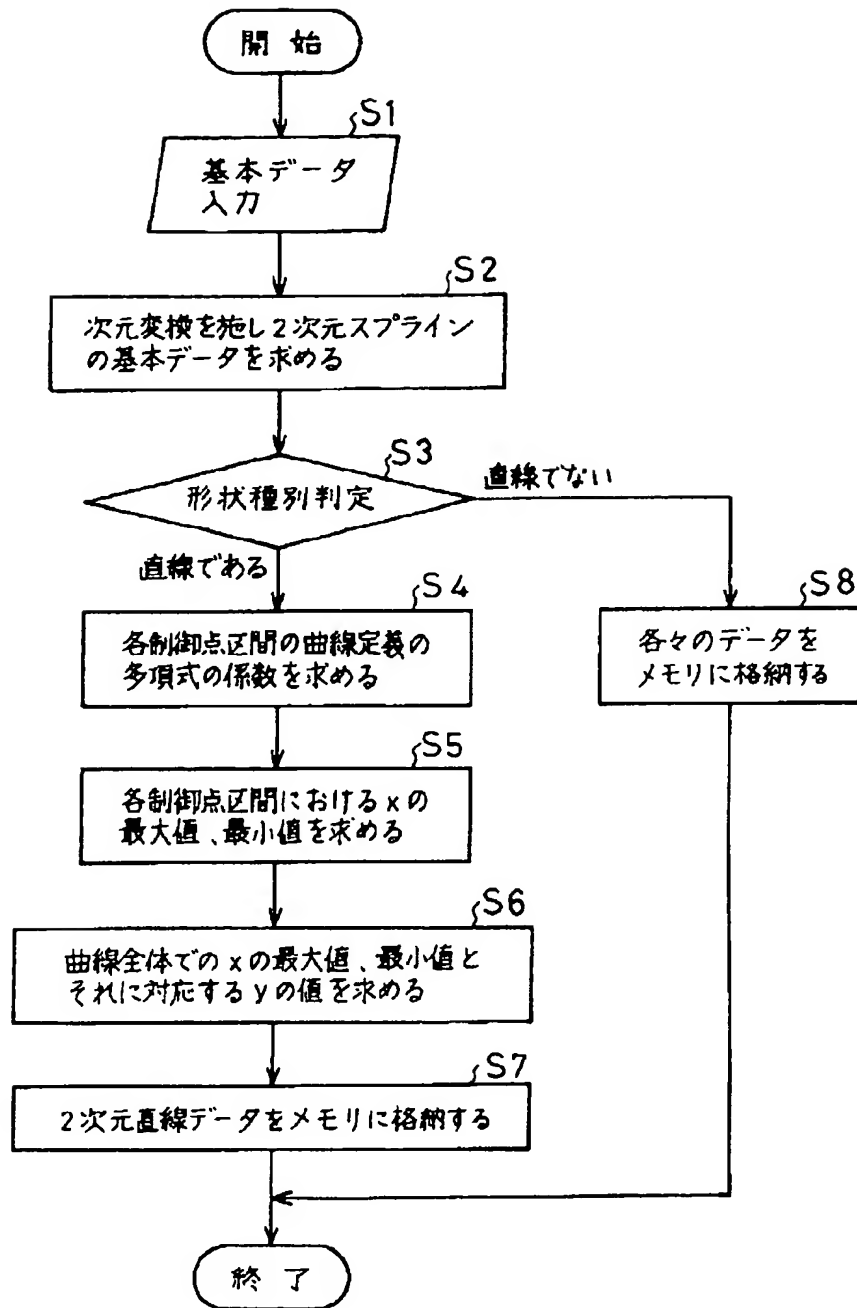 開始
S1
基本データ
入力
S2
次元変換を施し2次元スプライン
の基本データを求める
S3
形状種別判定
直線でない
直線である
S4
各制御点区間の曲線定義の
多項式の係数を求める
S8
各々のデータを
メモリに格納する
S5
各制御点区間におけるxの
最大値、最小値を求める
S6
曲線全体でのxの最大値、最小値と
それに対応するyの値を求める
S7
2次元直線データをメモリに格納する
終了